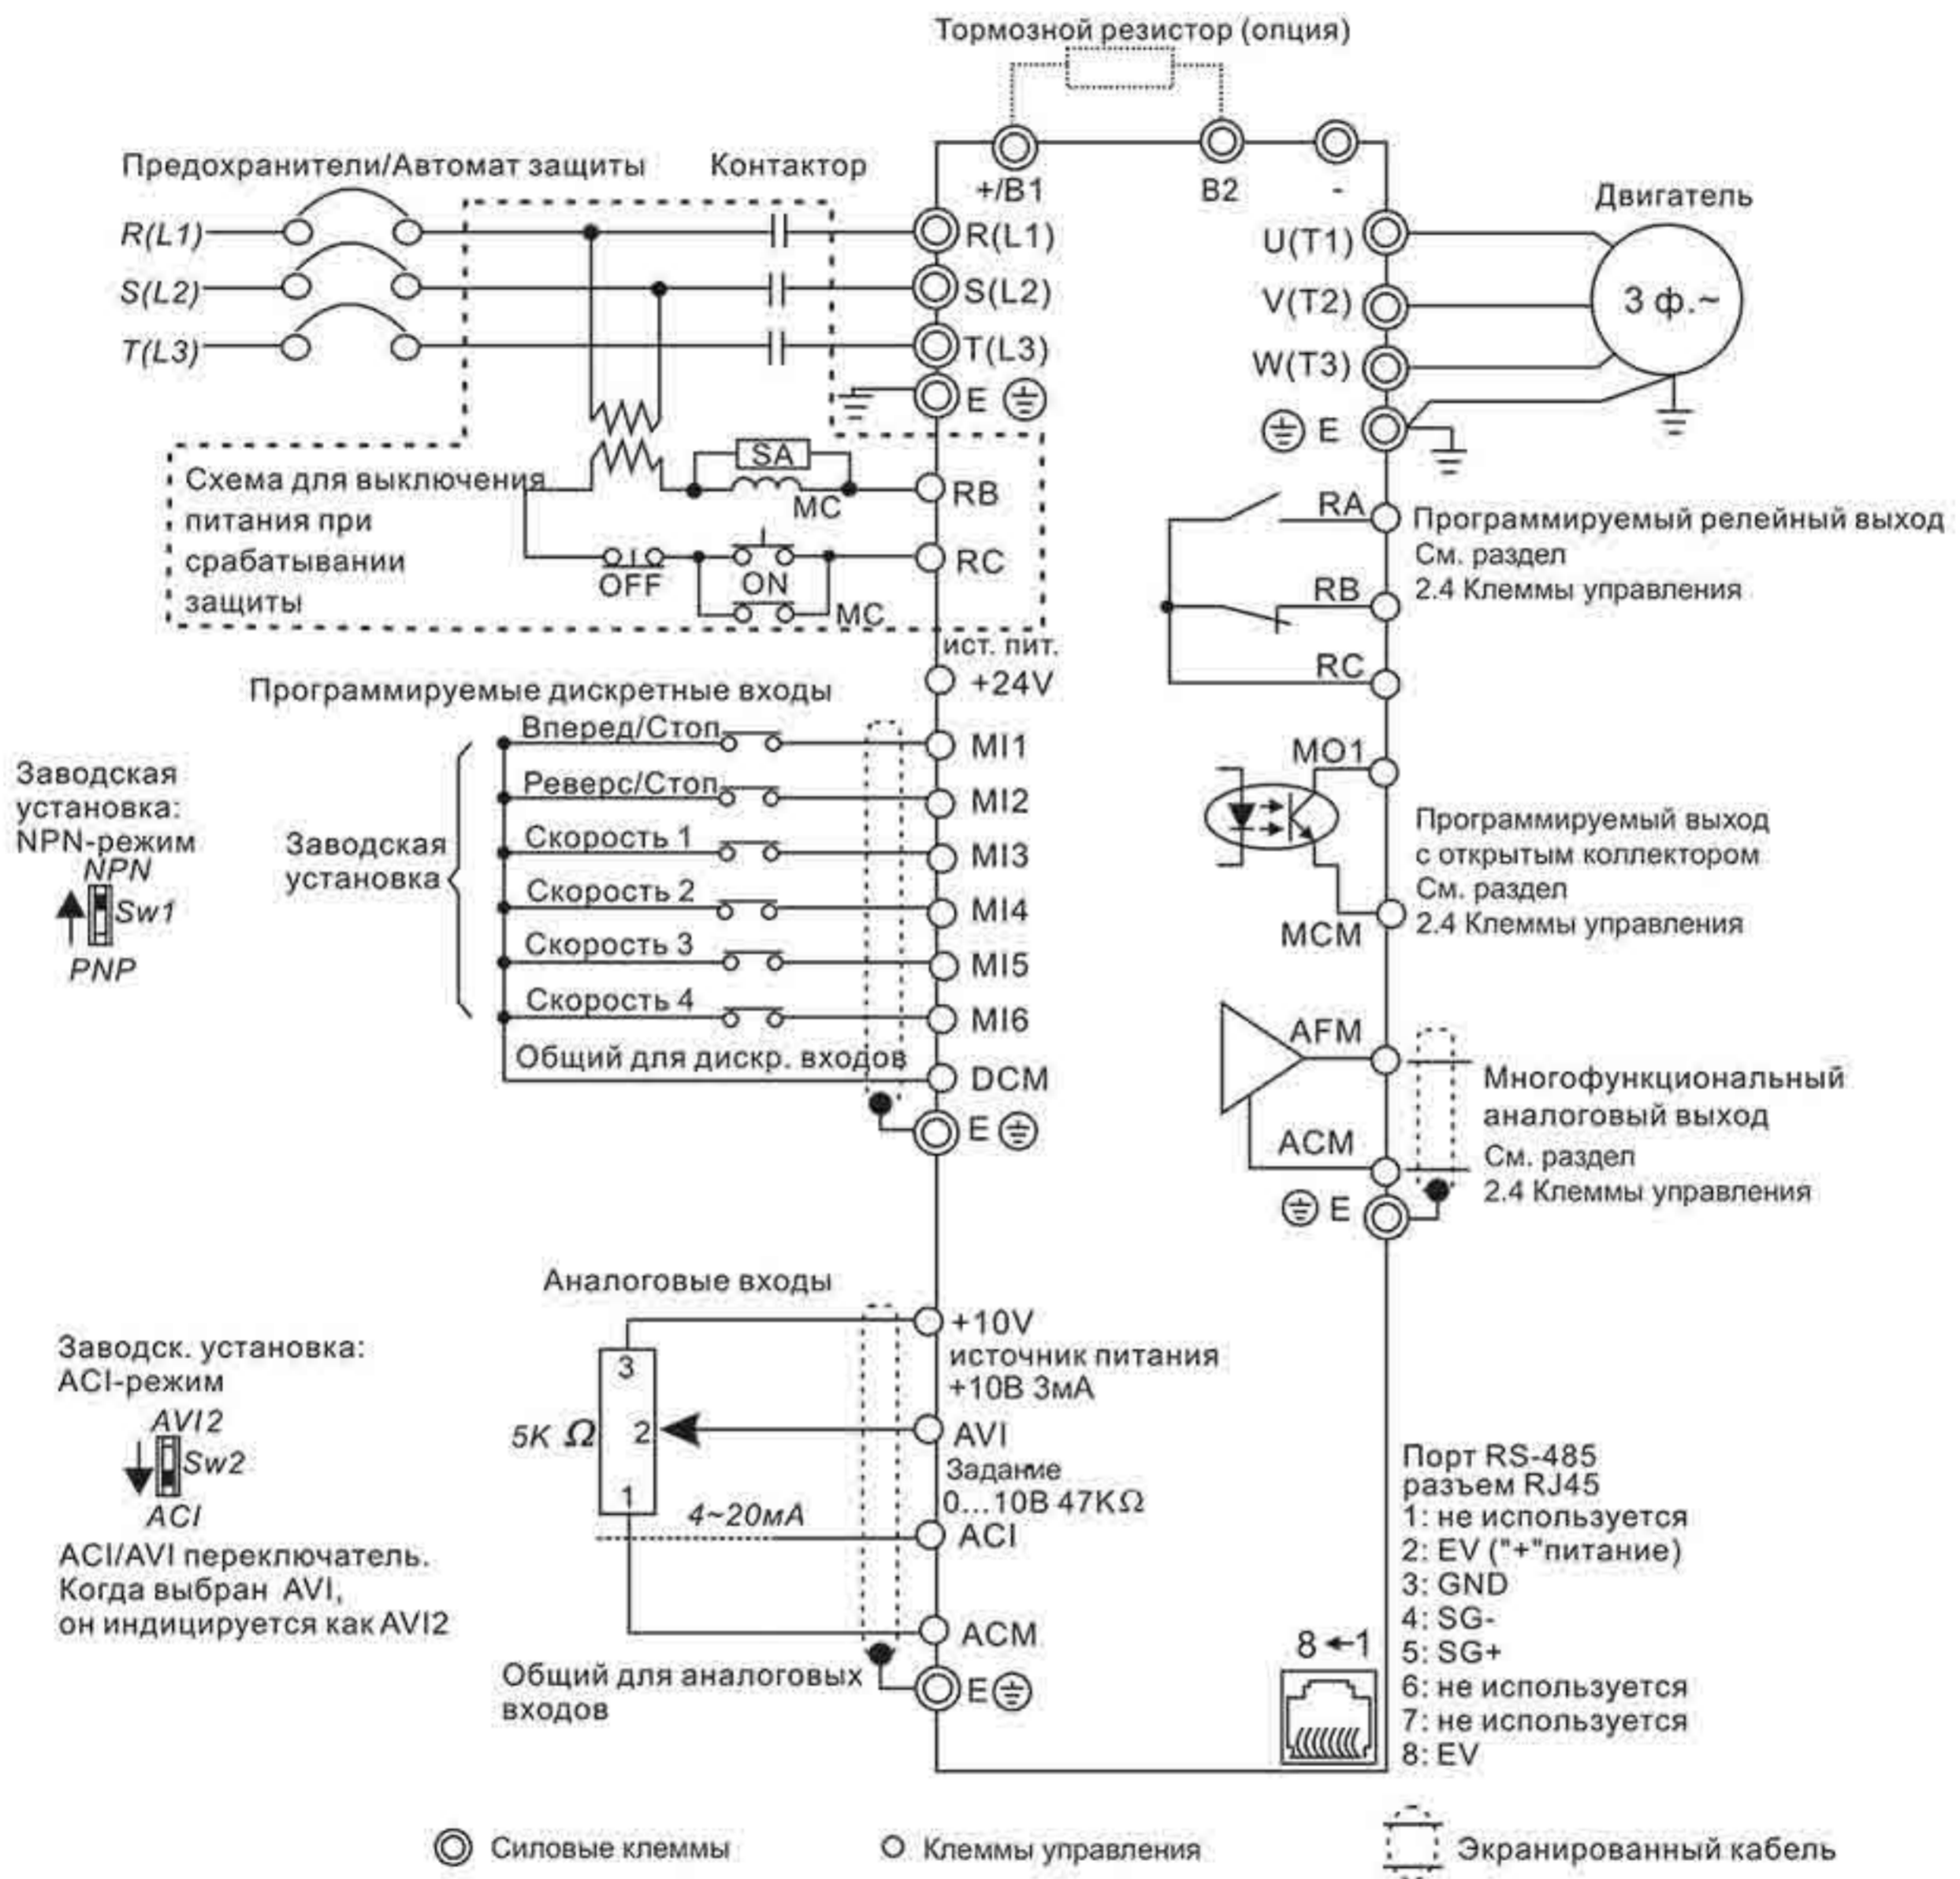 Тормозной резистор (опция)
Предохранители/Автомат защиты
Контактор
+/B1
B2
-
Двигатель
R(L1)
R(L1)
U(T1)
S(L2)
S(L2)
V(T2)
3 ф.~
T(L3)
T(L3)
W(T3)
E
E
Схема для выключения
питания при
срабатывании
защиты
SA
MC
RB
OFF
ON
MC
RC
RA
Программируемый релейный выход
См. раздел
2.4 Клеммы управления
RB
RC
ист. пит.
+24V
Программируемые дискретные входы
Заводская
установка:
NPN-режим
NPN
Sw1
PNP
Заводская
установка
Вперед/Стоп
MI1
Реверс/Стоп
MI2
Скорость 1
MI3
Скорость 2
MI4
Скорость 3
MI5
Скорость 4
MI6
Общий для дискр. входов
DCM
E
MO1
Программируемый выход
с открытым коллектором
См. раздел
2.4 Клеммы управления
MCM
AFM
Многофункциональный
аналоговый выход
См. раздел
2.4 Клеммы управления
ACM
E
Аналоговые входы
Заводск. установка:
ACI-режим
AVI2
Sw2
ACI
ACI/AVI переключатель.
Когда выбран AVI,
он индицируется как AVI2
+10V
источник питания
+10В 3мА
3
5K Ω
2
1
AVI
Задание
0...10В 47KΩ
4~20мА
ACI
ACM
Общий для аналоговых
входов
E
Порт RS-485
разъем RJ45
1: не используется
2: EV ("+"питание)
3: GND
4: SG-
5: SG+
6: не используется
7: не используется
8: EV
8←1
Силовые клеммы
Клеммы управления
Экранированный кабель